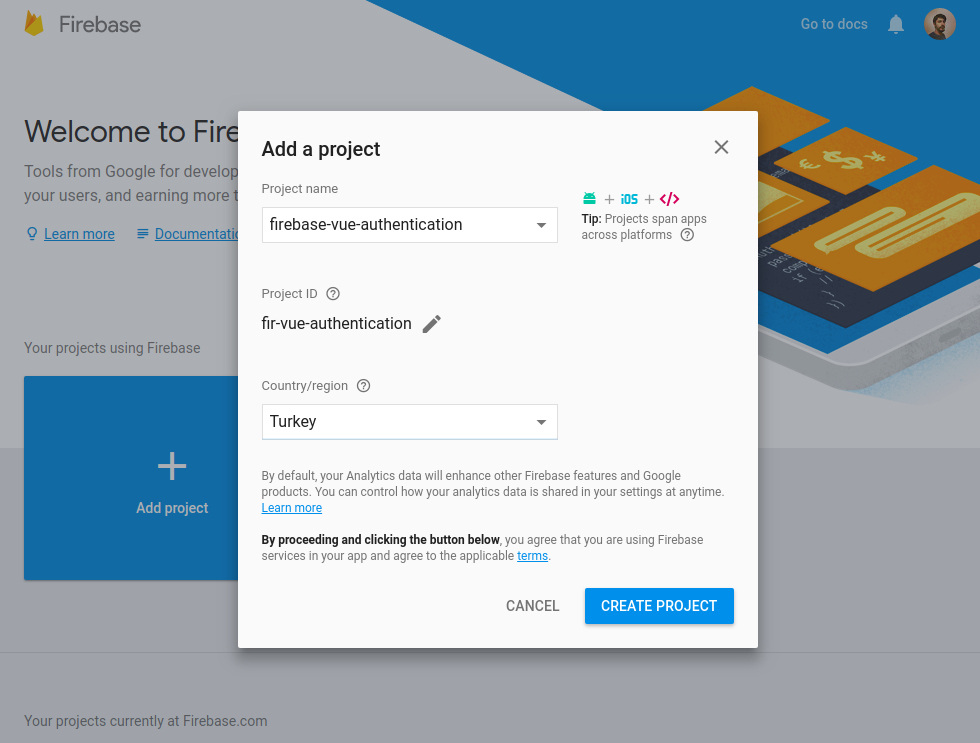 Firebase
Go to docs
Welcome to Fire
Tools from Google for develop
your users, and earning more t
Learn more
Documentatio
Your projects using Firebase
Add project
Your projects currently at Firebase.com
Add a project
Project name
firebase-vue-authentication
+ iOS + </>
Tip: Projects span apps
across platforms
Project ID
fir-vue-authentication
Country/region
Turkey
By default, your Analytics data will enhance other Firebase features and Google
products. You can control how your analytics data is shared in your settings at anytime.
Learn more
By proceeding and clicking the button below, you agree that you are using Firebase
services in your app and agree to the applicable terms.
CANCEL
CREATE PROJECT